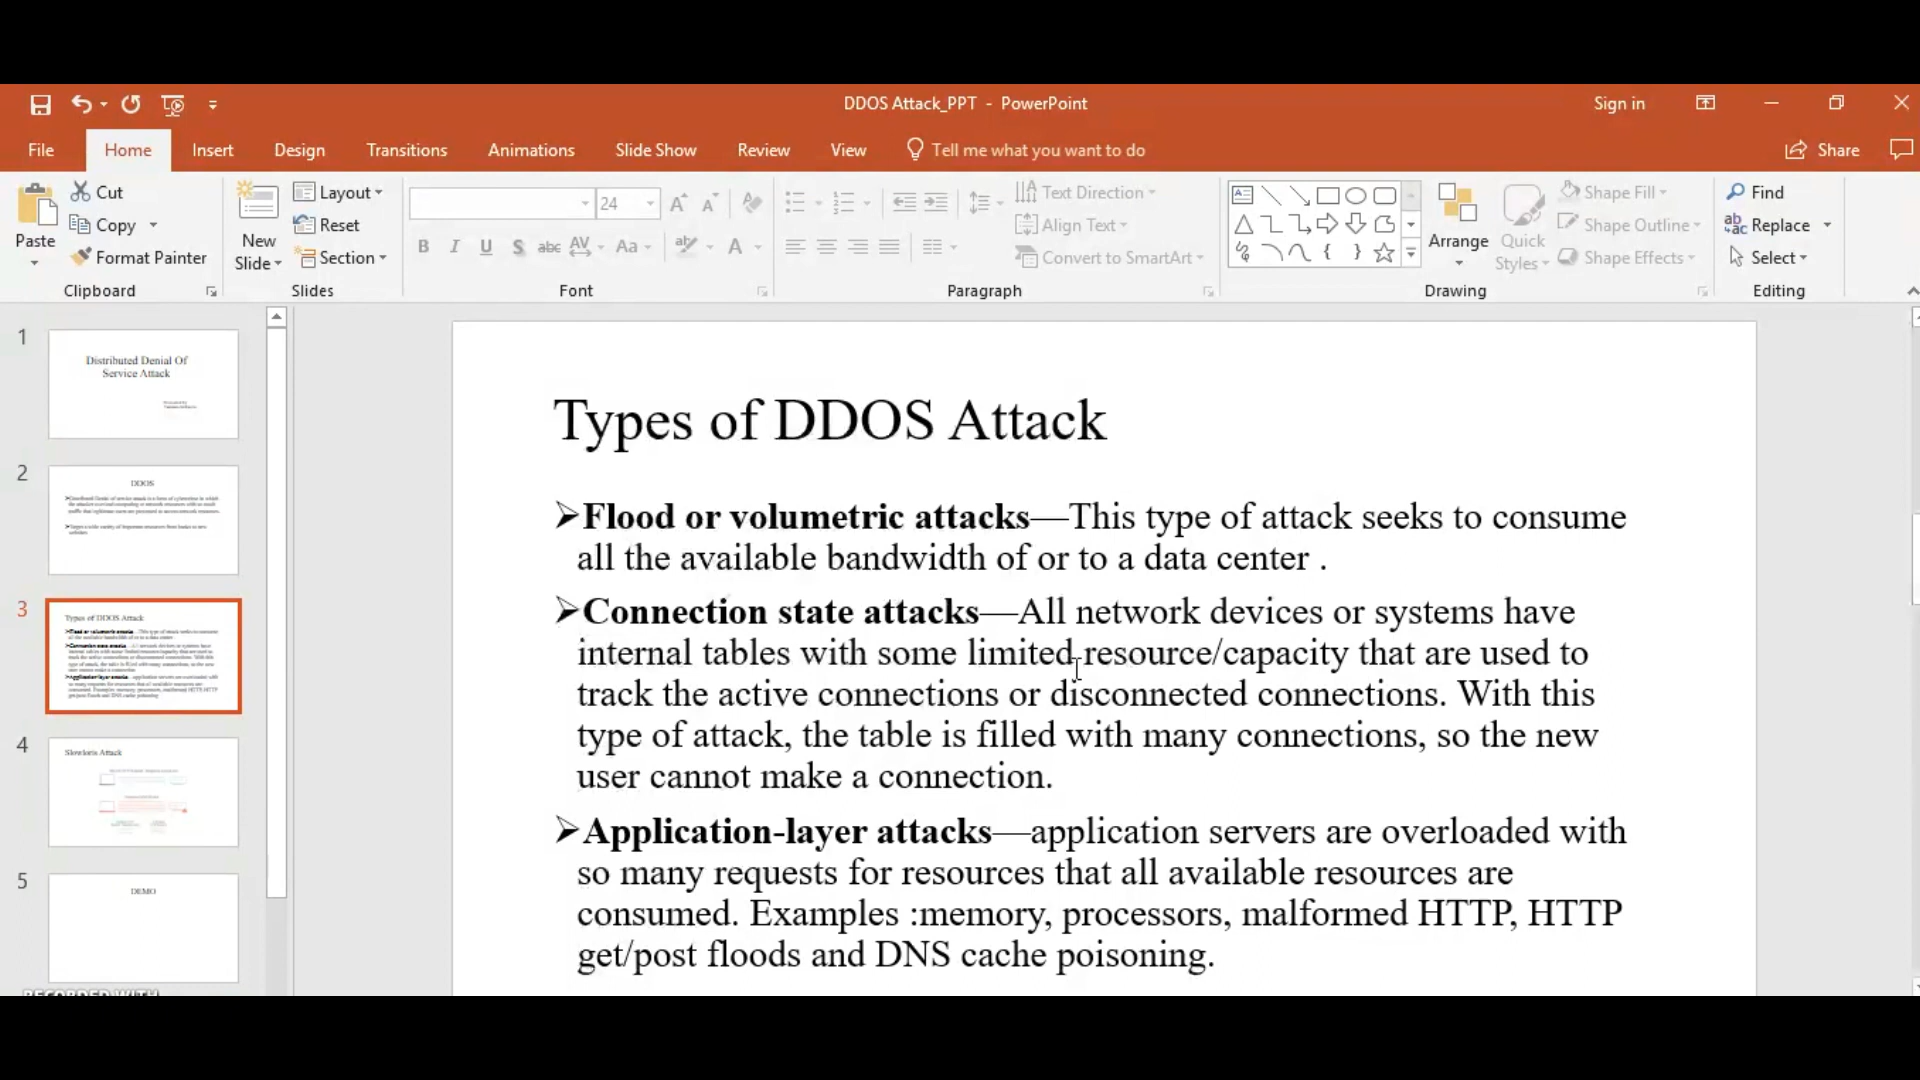 DDOS Attack_PPT - PowerPoint
Sign in
File
Home
Insert
Design
Transitions
Animations
Slide Show
Review
View
Tell me what you want to do
Share
Paste
Cut
Copy
Format Painter
Clipboard
New
Slide
Layout
Reset
Section
Slides
24
Font
Text Direction
Align Text
Convert to SmartArt
Paragraph
Arrange
Quick
Styles
Shape Fill
Shape Outline
Shape Effects
Drawing
Find
Replace
Select
Editing
1
Distributed Denial Of
Service Attack
2
DDOS
3
Types of DDOS Attack
4
Slowloris Attack
5
DEMO
RECORDED WITH
Types of DDOS Attack
➢Flood or volumetric attacks—This type of attack seeks to consume
all the available bandwidth of or to a data center .
➢Connection state attacks—All network devices or systems have
internal tables with some limited resource/capacity that are used to
track the active connections or disconnected connections. With this
type of attack, the table is filled with many connections, so the new
user cannot make a connection.
➢Application-layer attacks—application servers are overloaded with
so many requests for resources that all available resources are
consumed. Examples :memory, processors, malformed HTTP, HTTP
get/post floods and DNS cache poisoning.